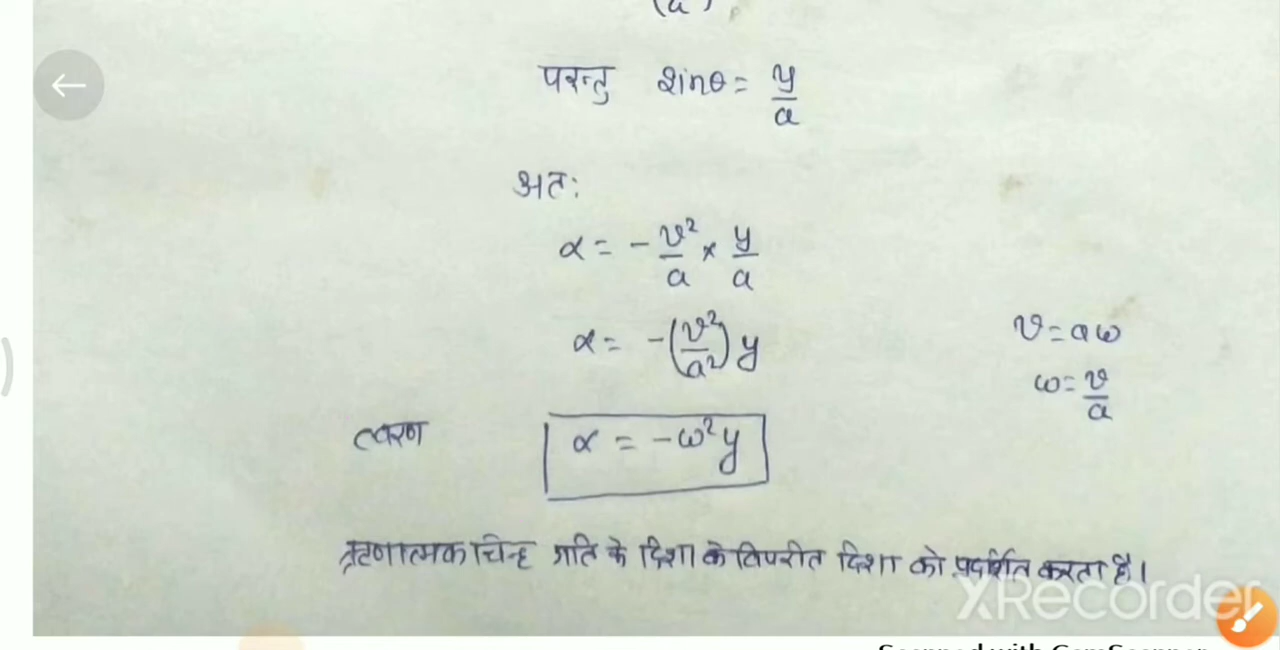 परन्तु sinθ = y/a
अतः
α = - v²/a × y/a
α = -(v²/a²) y
v = aω
ω = v/a
त्वरण α = -ω²y
ऋणात्मक चिन्ह गति के दिशा के विपरीत दिशा को प्रदर्शित करता है।
XRecorder